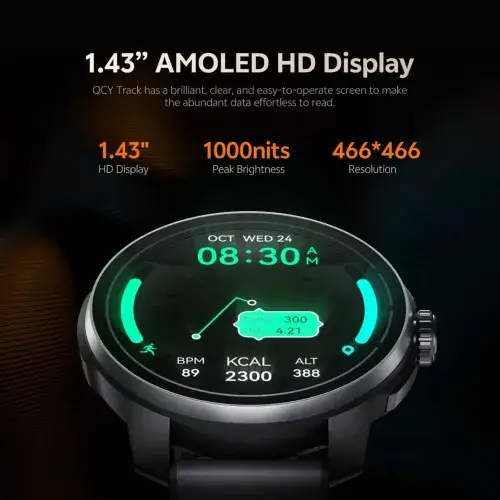 1.43” AMOLED HD Display
QCY Track has a brilliant, clear, and easy-to-operate screen to make
the abundant data effortless to read.
1.43"
HD Display
1000nits
Peak Brightness
466*466
Resolution
OCT WED 24
08:30 AM
300
4.21
BPM
89
KCAL
2300
ALT
388